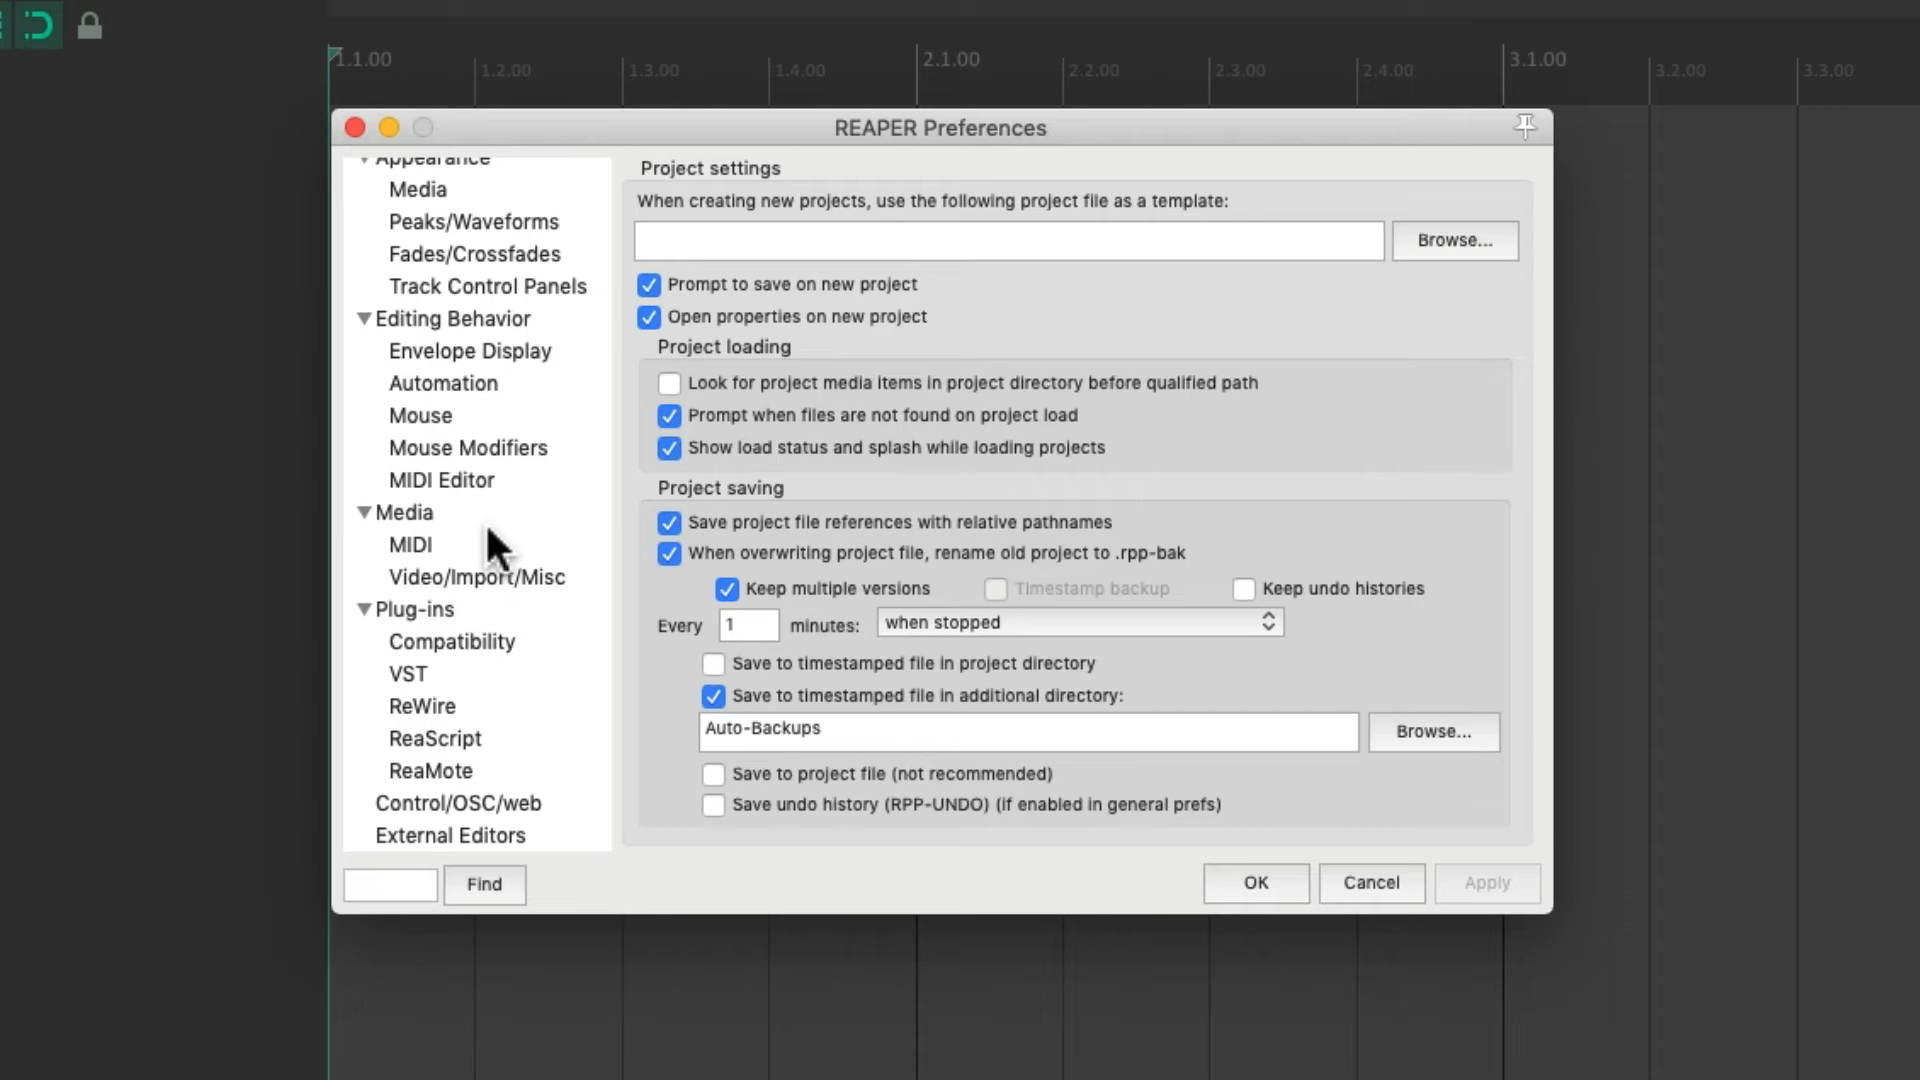 1.1.00
1.2.00
1.3.00
1.4.00
2.1.00
2.2.00
2.3.00
2.4.00
3.1.00
3.2.00
3.3.00
REAPER Preferences
Appearance
Media
Peaks/Waveforms
Fades/Crossfades
Track Control Panels
Editing Behavior
Envelope Display
Automation
Mouse
Mouse Modifiers
MIDI Editor
Media
MIDI
Video/Import/Misc
Plug-ins
Compatibility
VST
ReWire
ReaScript
ReaMote
Control/OSC/web
External Editors
Find
Project settings
When creating new projects, use the following project file as a template:
Browse...
Prompt to save on new project
Open properties on new project
Project loading
Look for project media items in project directory before qualified path
Prompt when files are not found on project load
Show load status and splash while loading projects
Project saving
Save project file references with relative pathnames
When overwriting project file, rename old project to .rpp-bak
Keep multiple versions Timestamp backup Keep undo histories
Every 1 minutes: when stopped
Save to timestamped file in project directory
Save to timestamped file in additional directory:
Auto-Backups Browse...
Save to project file (not recommended)
Save undo history (RPP-UNDO) (if enabled in general prefs)
OK Cancel Apply